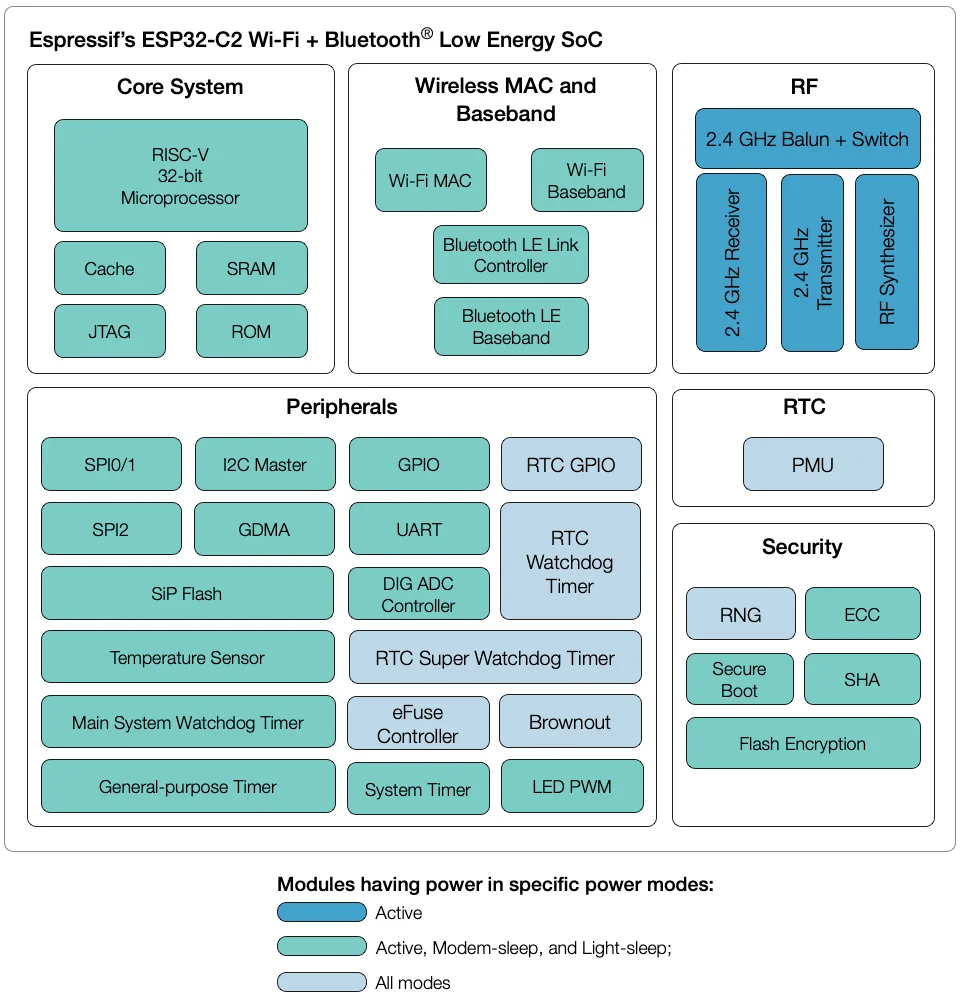 Espressif's ESP32-C2 Wi-Fi + Bluetooth® Low Energy SoC
Core System
RISC-V
32-bit
Microprocessor
Cache
SRAM
JTAG
ROM
Wireless MAC and
Baseband
Wi-Fi MAC
Wi-Fi
Baseband
Bluetooth LE Link
Controller
Bluetooth LE
Baseband
RF
2.4 GHz Balun + Switch
2.4 GHz Receiver
2.4 GHz
Transmitter
RF Synthesizer
Peripherals
SPI0/1
I2C Master
GPIO
RTC GPIO
SPI2
GDMA
UART
RTC
Watchdog
Timer
SiP Flash
DIG ADC
Controller
Temperature Sensor
RTC Super Watchdog Timer
Main System Watchdog Timer
eFuse
Controller
Brownout
General-purpose Timer
System Timer
LED PWM
RTC
PMU
Security
RNG
ECC
Secure
Boot
SHA
Flash Encryption
Modules having power in specific power modes:
Active
Active, Modem-sleep, and Light-sleep;
All modes